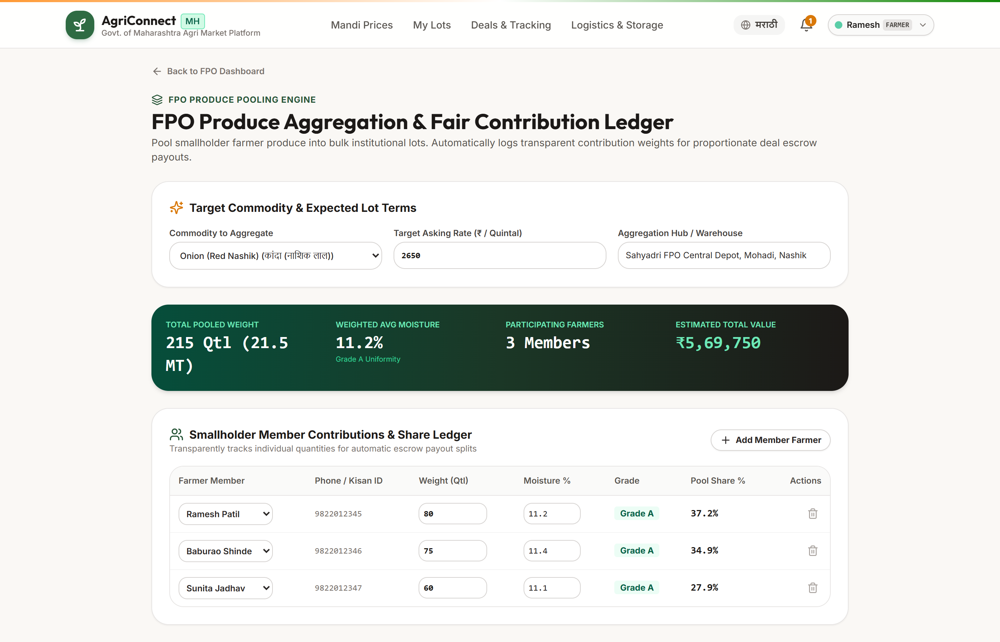 AgriConnect MH
Govt. of Maharashtra Agri Market Platform
Mandi Prices
My Lots
Deals & Tracking
Logistics & Storage
मराठी
1
Ramesh FARMER
Back to FPO Dashboard
FPO PRODUCE POOLING ENGINE
FPO Produce Aggregation & Fair Contribution Ledger
Pool smallholder farmer produce into bulk institutional lots. Automatically logs transparent contribution weights for proportionate deal escrow
payouts.
Target Commodity & Expected Lot Terms
Commodity to Aggregate
Onion (Red Nashik) (कांदा (नाशिक लाल))
Target Asking Rate (₹ / Quintal)
2650
Aggregation Hub / Warehouse
Sahyadri FPO Central Depot, Mohadi, Nashik
TOTAL POOLED WEIGHT
215 Qtl (21.5
MT)
WEIGHTED AVG MOISTURE
11.2%
Grade A Uniformity
PARTICIPATING FARMERS
3 Members
ESTIMATED TOTAL VALUE
₹5,69,750
Smallholder Member Contributions & Share Ledger
Transparently tracks individual quantities for automatic escrow payout splits
Add Member Farmer
Farmer Member Phone / Kisan ID Weight (Qtl) Moisture % Grade Pool Share % Actions
Ramesh Patil 9822012345 80 11.2 Grade A 37.2%
Baburao Shinde 9822012346 75 11.4 Grade A 34.9%
Sunita Jadhav 9822012347 60 11.1 Grade A 27.9%